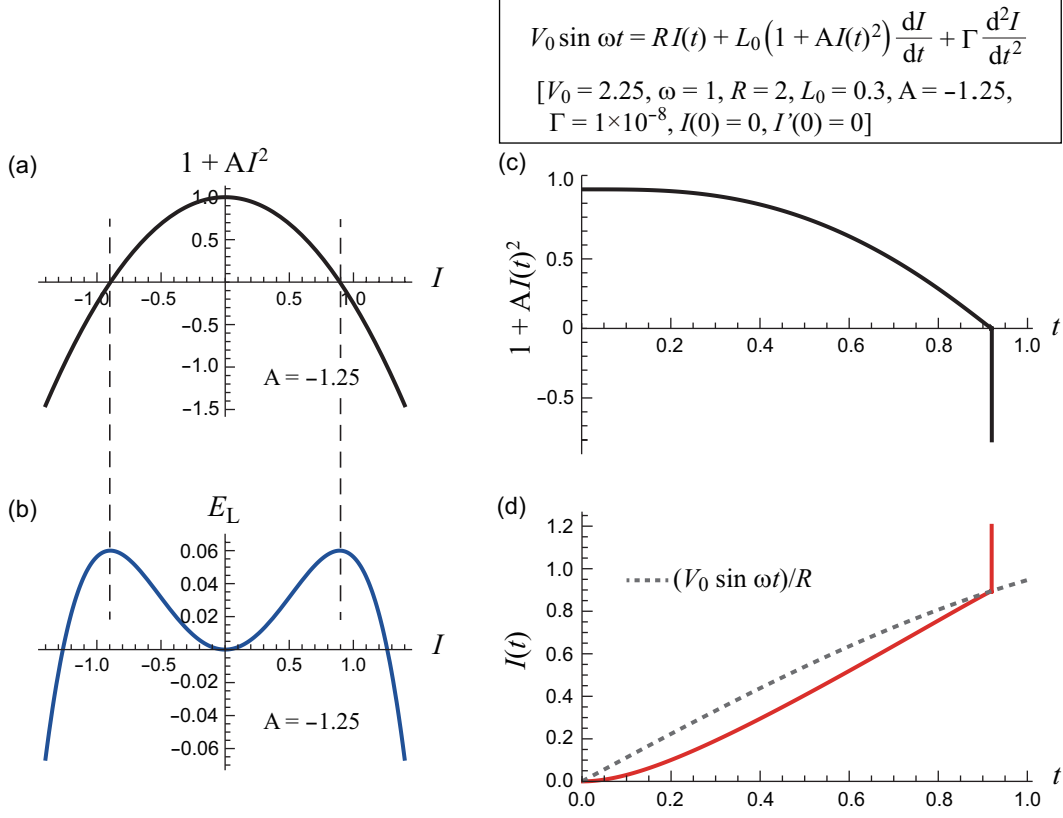 V₀ sin ωt = RI(t) + L₀(1 + AI(t)²) dI/dt + Γ d²I/dt²
[V₀ = 2.25, ω = 1, R = 2, L₀ = 0.3, A = −1.25,
Γ = 1×10⁻⁸, I(0) = 0, I'(0) = 0]
(a)
1 + AI²
1.0
0.5
−1.0 −0.5 0.5 1.0 I
−0.5
−1.0
−1.5
A = −1.25
(b)
E_L
0.06
0.04
0.02
0
−1.0 −0.5 0.5 1.0 I
−0.02
−0.04
−0.06
A = −1.25
(c)
1 + AI(t)²
1.0
0.5
0
−0.5
0.2 0.4 0.6 0.8 1.0 t
(d)
I(t)
1.2
1.0
0.8
0.6
0.4
0.2
0.0
(V₀ sin ωt)/R
0.0 0.2 0.4 0.6 0.8 1.0 t